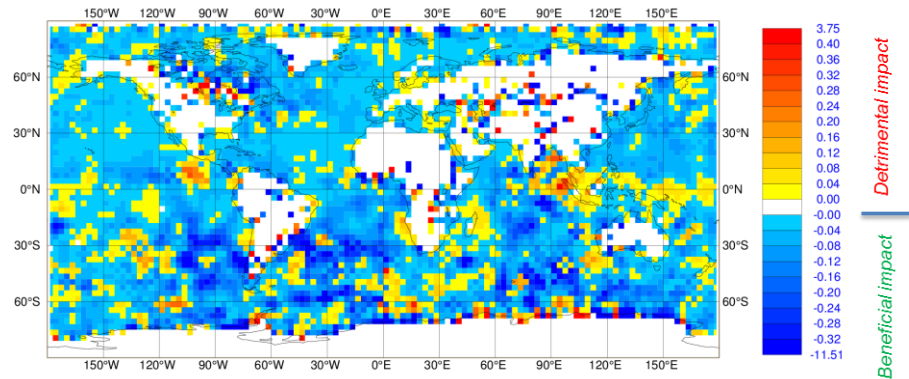 150°W 120°W 90°W 60°W 30°W 0°E 30°E 60°E 90°E 120°E 150°E
60°N
30°N
0°N
30°S
60°S
150°W 120°W 90°W 60°W 30°W 0°E 30°E 60°E 90°E 120°E 150°E
3.75
0.40
0.36
0.32
0.28
0.24
0.20
0.16
0.12
0.08
0.04
0.00
-0.00
-0.04
-0.08
-0.12
-0.16
-0.20
-0.24
-0.28
-0.32
-11.51
Detrimental impact
Beneficial impact